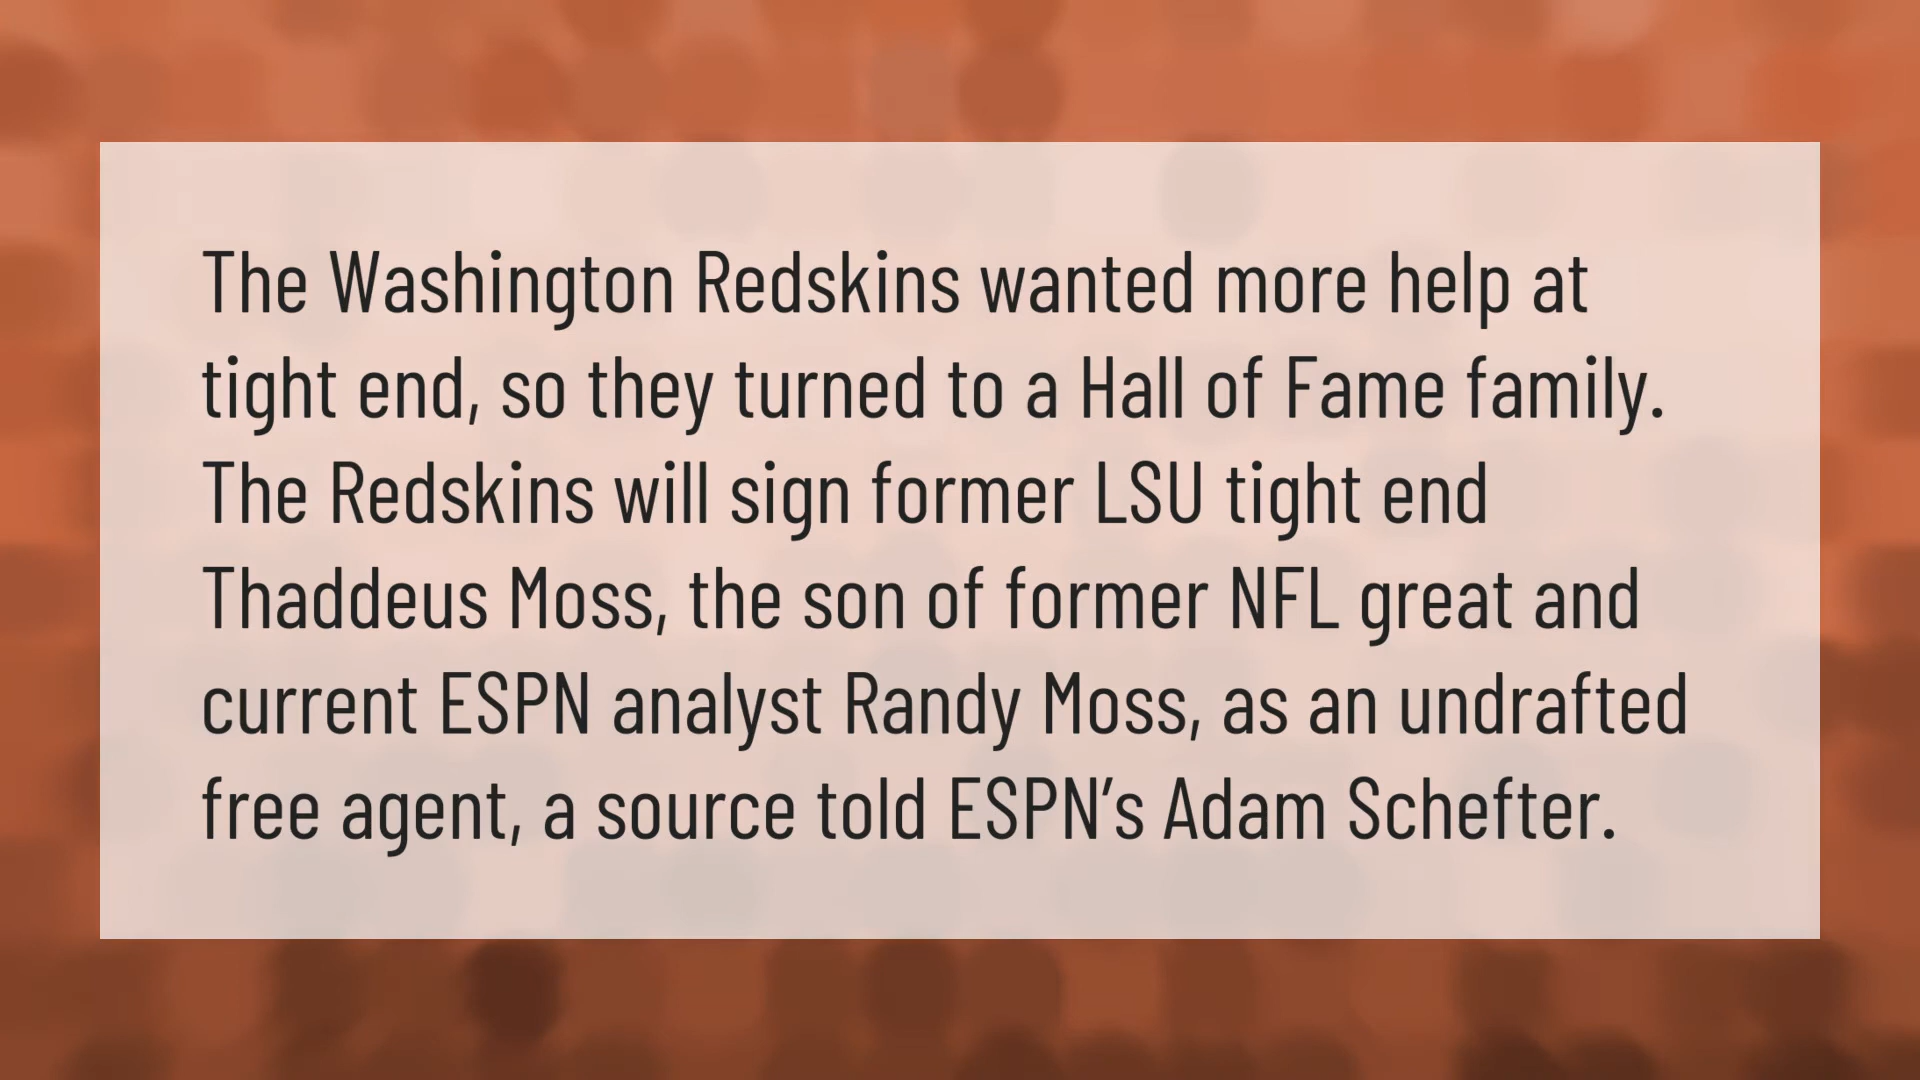 The Washington Redskins wanted more help at
tight end, so they turned to a Hall of Fame family.
The Redskins will sign former LSU tight end
Thaddeus Moss, the son of former NFL great and
current ESPN analyst Randy Moss, as an undrafted
free agent, a source told ESPN’s Adam Schefter.